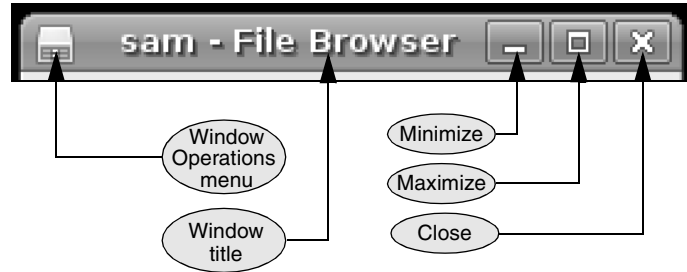 sam - File Browser
Window
Operations
menu
Window
title
Minimize
Maximize
Close